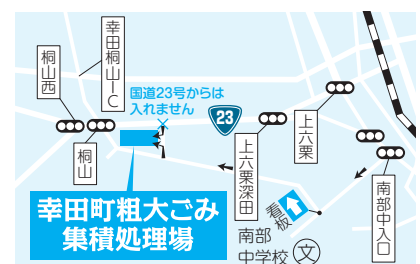 桐山西
幸田桐山IC
国道23号からは
入れません
23
桐山
上六栗深田
上六栗
幸田町粗大ごみ
集積処理場
看板
南部
中学校
文
南部中入口